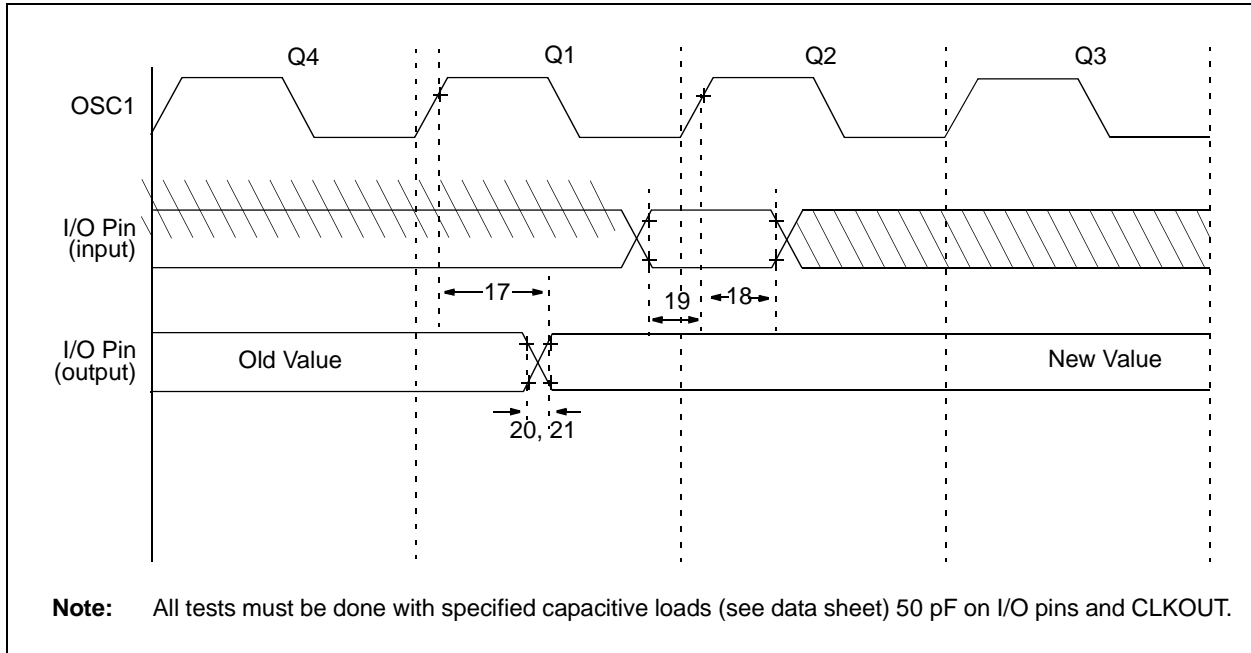 Q4 Q1 Q2 Q3
OSC1
I/O Pin
(input)
17
19
18
I/O Pin
(output)
Old Value
New Value
20, 21
Note: All tests must be done with specified capacitive loads (see data sheet) 50 pF on I/O pins and CLKOUT.